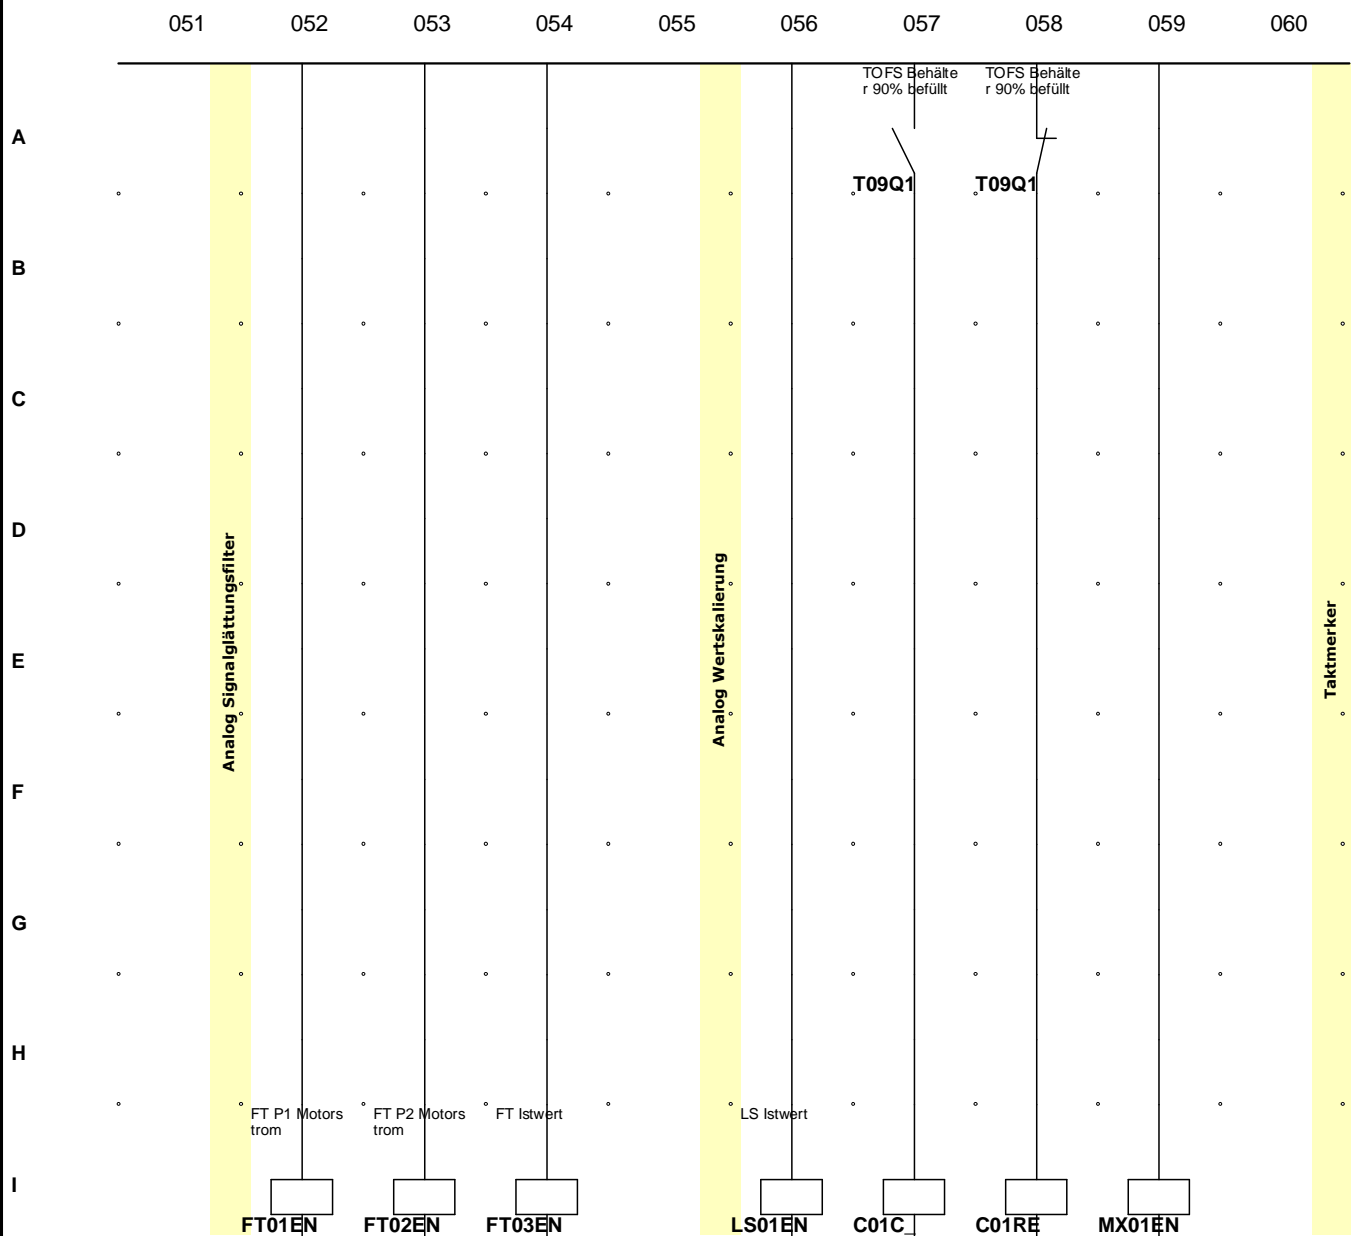 051 052 053 054 055 056 057 058 059 060
TOFS Behälte
r 90% befüllt
TOFS Behälte
r 90% befüllt
A
T09Q1 T09Q1
B
C
D
Analog Signalglättungsfilter
Analog Wertskalierung
Taktmerker
E
F
G
H
FT P1 Motors
trom
FT P2 Motors
trom
FT Istwert
LS Istwert
I
FT01EN FT02EN FT03EN LS01EN C01C_ C01RE MX01EN